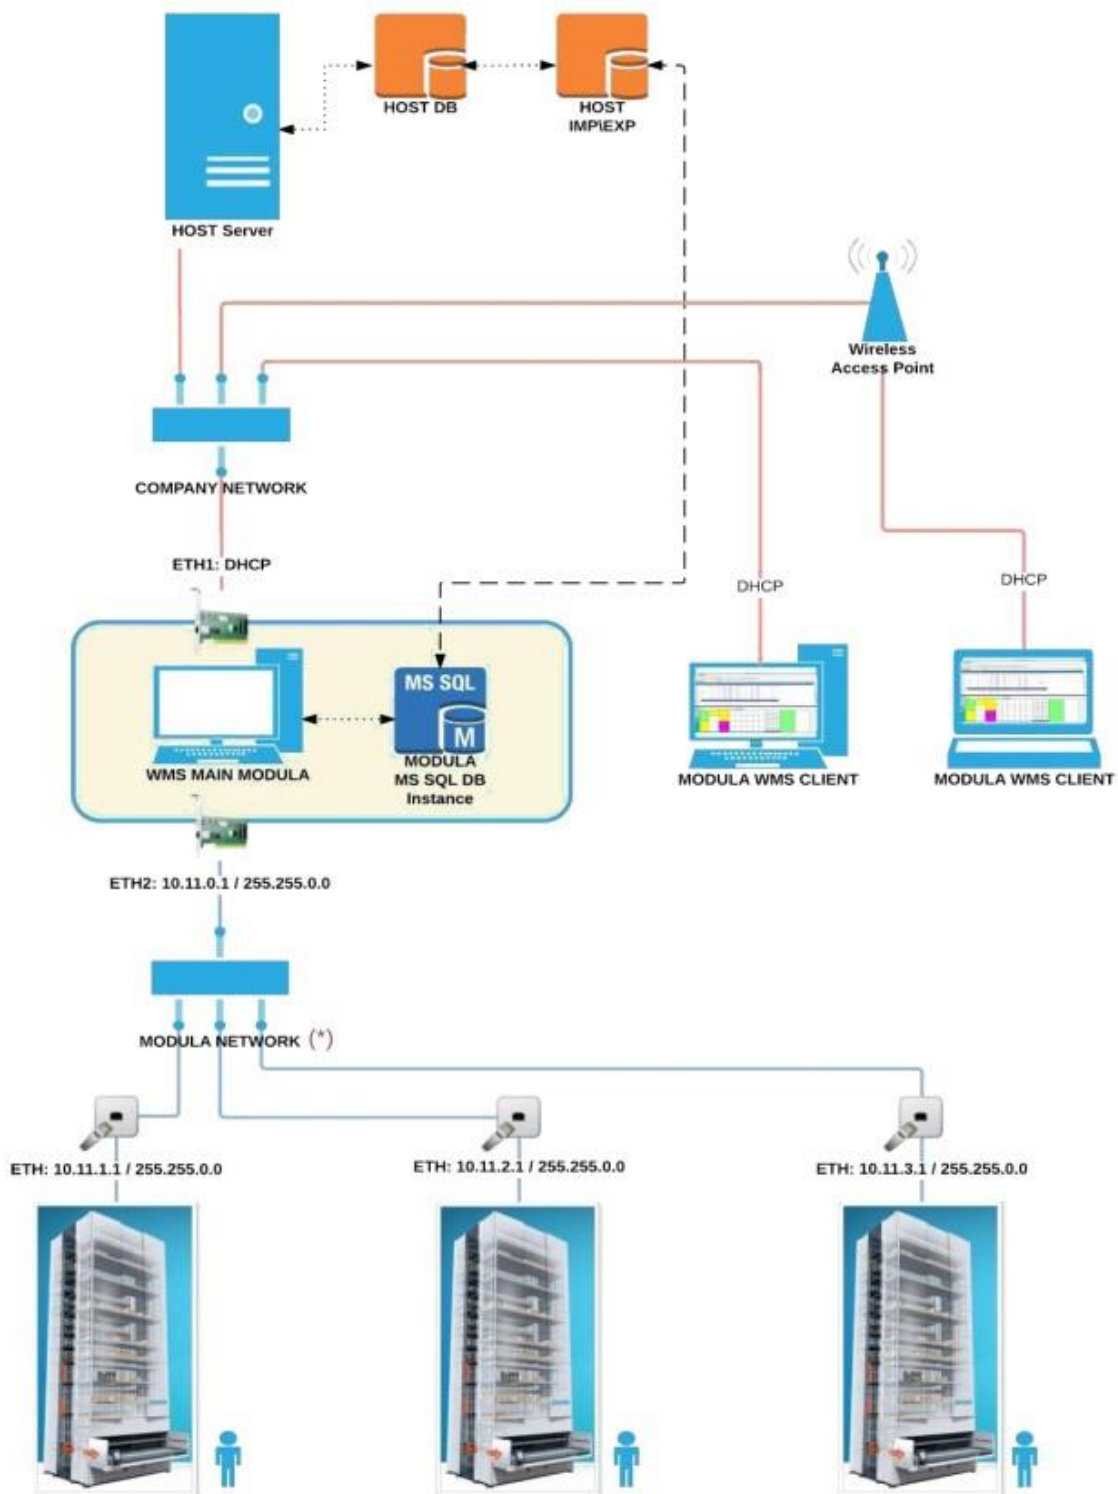 HOST DB
HOST
IMP\EXP
HOST Server
Wireless
Access Point
COMPANY NETWORK
ETH1: DHCP
DHCP
DHCP
MS SQL
M
WMS MAIN MODULA
MODULA
MS SQL DB
Instance
MODULA WMS CLIENT
MODULA WMS CLIENT
ETH2: 10.11.0.1 / 255.255.0.0
MODULA NETWORK (*)
ETH: 10.11.1.1 / 255.255.0.0
ETH: 10.11.2.1 / 255.255.0.0
ETH: 10.11.3.1 / 255.255.0.0